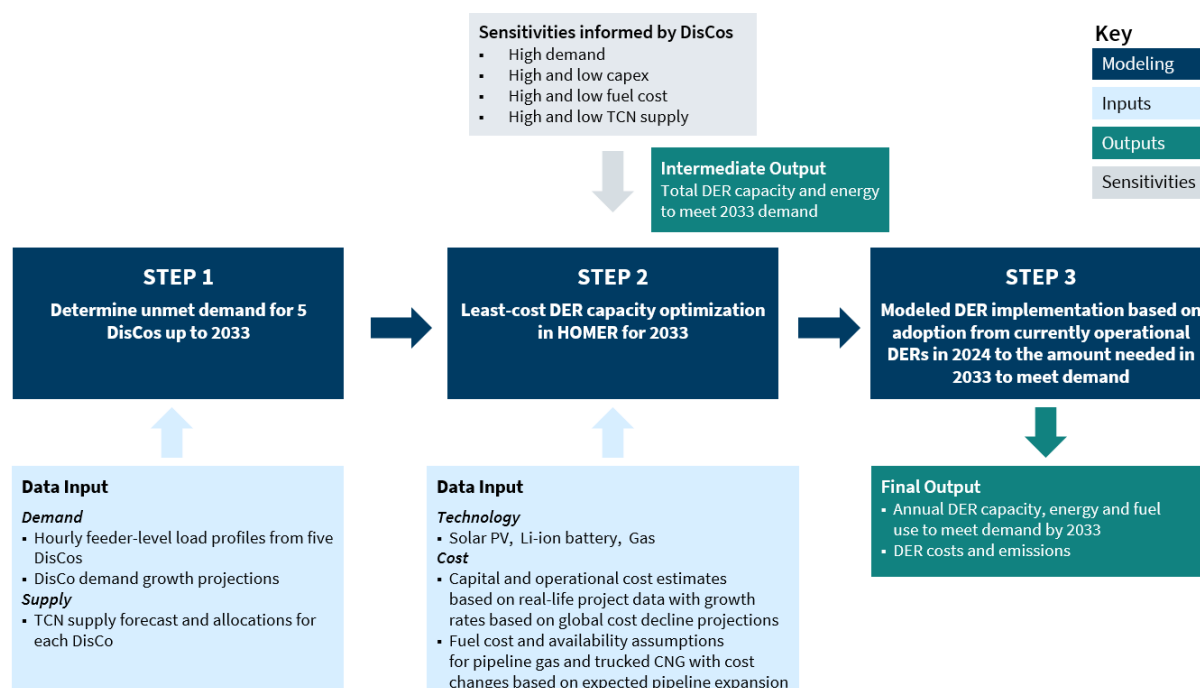 Sensitivities informed by DisCos
▪ High demand
▪ High and low capex
▪ High and low fuel cost
▪ High and low TCN supply
Key
Modeling
Inputs
Outputs
Sensitivities
Intermediate Output
Total DER capacity and energy
to meet 2033 demand
STEP 1
Determine unmet demand for 5
DisCos up to 2033
STEP 2
Least-cost DER capacity optimization
in HOMER for 2033
STEP 3
Modeled DER implementation based on
adoption from currently operational
DERs in 2024 to the amount needed in
2033 to meet demand
Data Input
Demand
▪ Hourly feeder-level load profiles from five
DisCos
▪ DisCo demand growth projections
Supply
▪ TCN supply forecast and allocations for
each DisCo
Data Input
Technology
▪ Solar PV, Li-ion battery, Gas
Cost
▪ Capital and operational cost estimates
based on real-life project data with growth
rates based on global cost decline projections
▪ Fuel cost and availability assumptions
for pipeline gas and trucked CNG with cost
changes based on expected pipeline expansion
Final Output
▪ Annual DER capacity, energy and fuel
use to meet demand by 2033
▪ DER costs and emissions